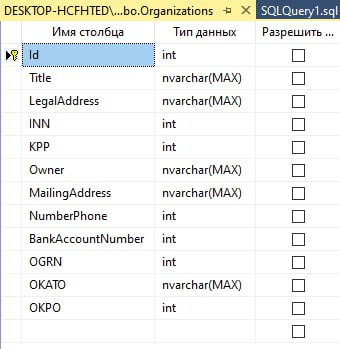 DESKTOP-HCFHTED\...bo.Organizations SQLQuery1.sql
Имя столбца Тип данных Разрешить ...
Id int
Title nvarchar(MAX)
LegalAddress nvarchar(MAX)
INN int
KPP int
Owner nvarchar(MAX)
MailingAddress nvarchar(MAX)
NumberPhone int
BankAccountNumber int
OGRN int
OKATO nvarchar(MAX)
OKPO int